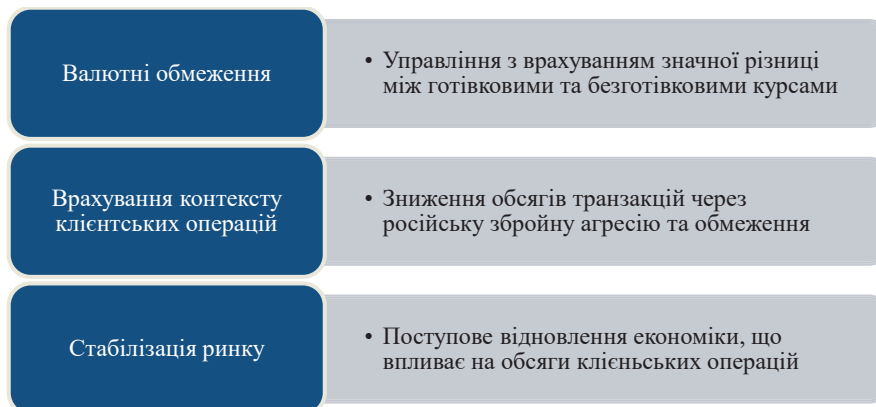 Валютні обмеження
• Управління з врахуванням значної різниці
між готівковими та безготівковими курсами
Врахування контексту
клієнтських операцій
• Зниження обсягів транзакцій через
російську збройну агресію та обмеження
Стабілізація ринку
• Поступове відновлення економіки, що
впливає на обсяги клієньських операцій